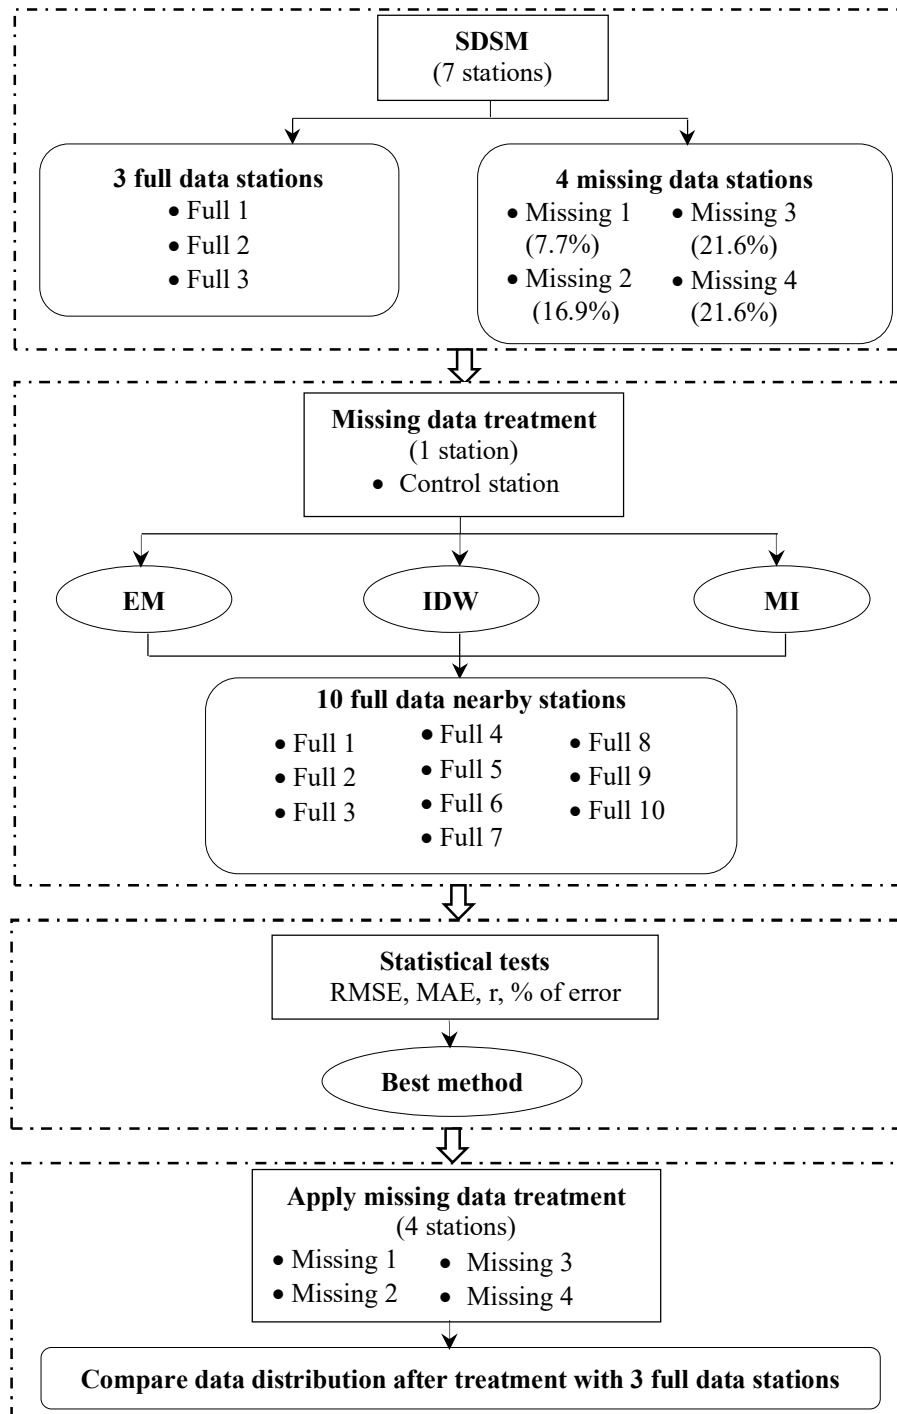 SDSM
(7 stations)
3 full data stations
• Full 1
• Full 2
• Full 3
4 missing data stations
• Missing 1
(7.7%)
• Missing 2
(16.9%)
• Missing 3
(21.6%)
• Missing 4
(21.6%)
Missing data treatment
(1 station)
• Control station
EM
IDW
MI
10 full data nearby stations
• Full 1
• Full 2
• Full 3
• Full 4
• Full 5
• Full 6
• Full 7
• Full 8
• Full 9
• Full 10
Statistical tests
RMSE, MAE, r, % of error
Best method
Apply missing data treatment
(4 stations)
• Missing 1
• Missing 2
• Missing 3
• Missing 4
Compare data distribution after treatment with 3 full data stations